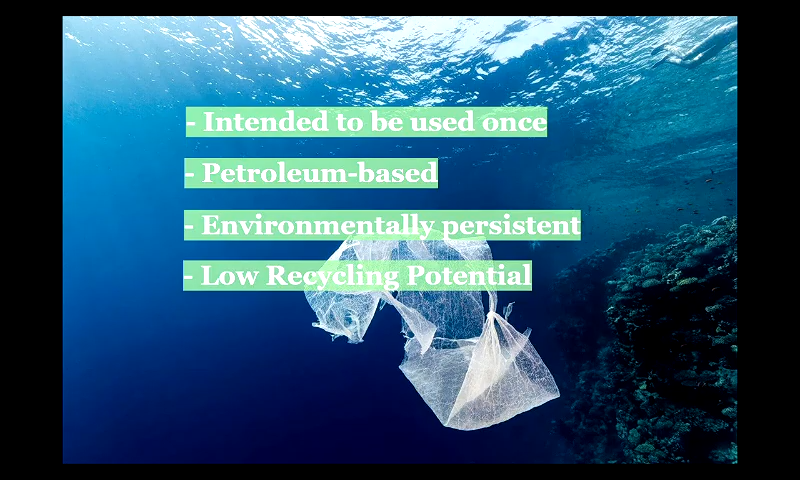 - Intended to be used once
- Petroleum-based
- Environmentally persistent
- Low Recycling Potential